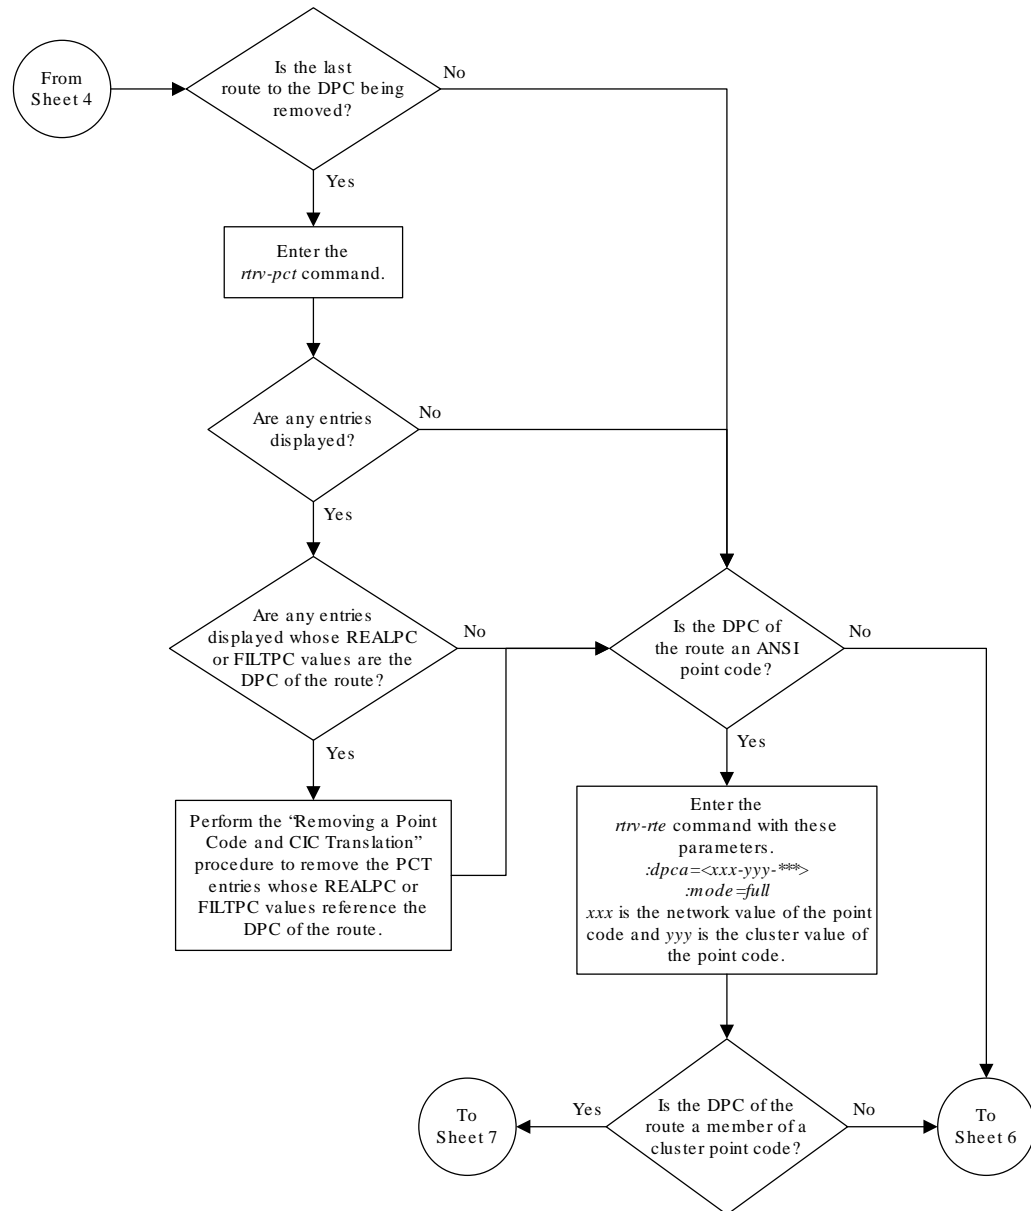 From
Sheet 4
Is the last
route to the DPC being
removed?
No
Yes
Enter the
rtrv-pct command.
Are any entries
displayed?
No
Yes
Are any entries
displayed whose REALPC
or FILTPC values are the
DPC of the route?
No
Yes
Perform the “Removing a Point
Code and CIC Translation”
procedure to remove the PCT
entries whose REALPC or
FILTPC values reference the
DPC of the route.
Is the DPC of
the route an ANSI
point code?
No
Yes
Enter the
rtrv-rte command with these
parameters.
:dpca=<xxx-yyy-***>
:mode=full
xxx is the network value of the point
code and yyy is the cluster value of
the point code.
To
Sheet 7
Yes
Is the DPC of the
route a member of a
cluster point code?
No
To
Sheet 6